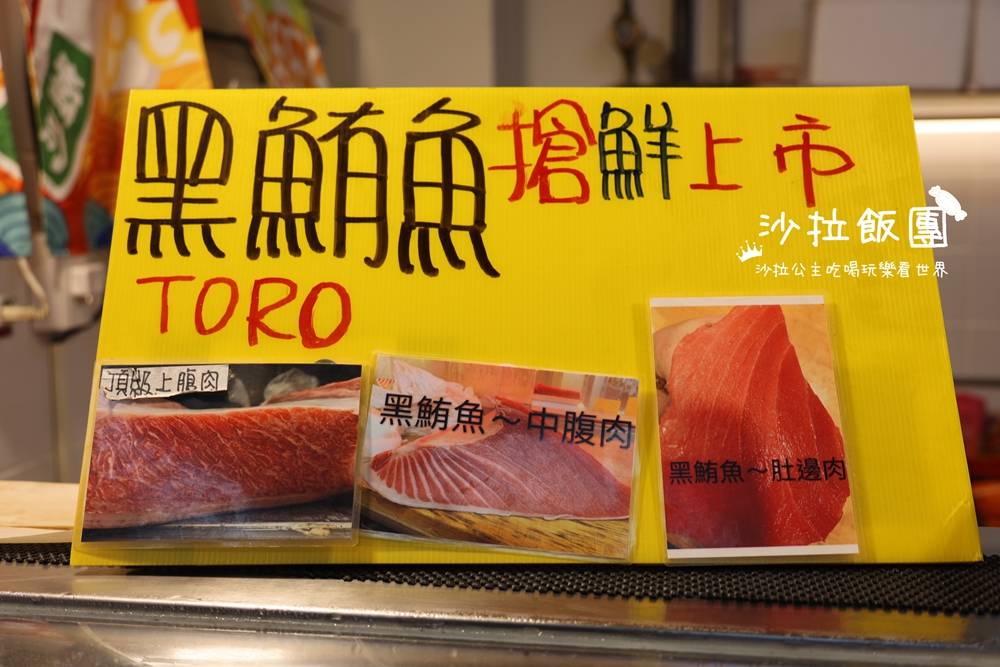 黑鮪魚搶鮮上市
TORO
沙拉飯團
沙拉公主吃喝玩樂看世界
頂級上腹肉
黑鮪魚～中腹肉
黑鮪魚～肚邊肉